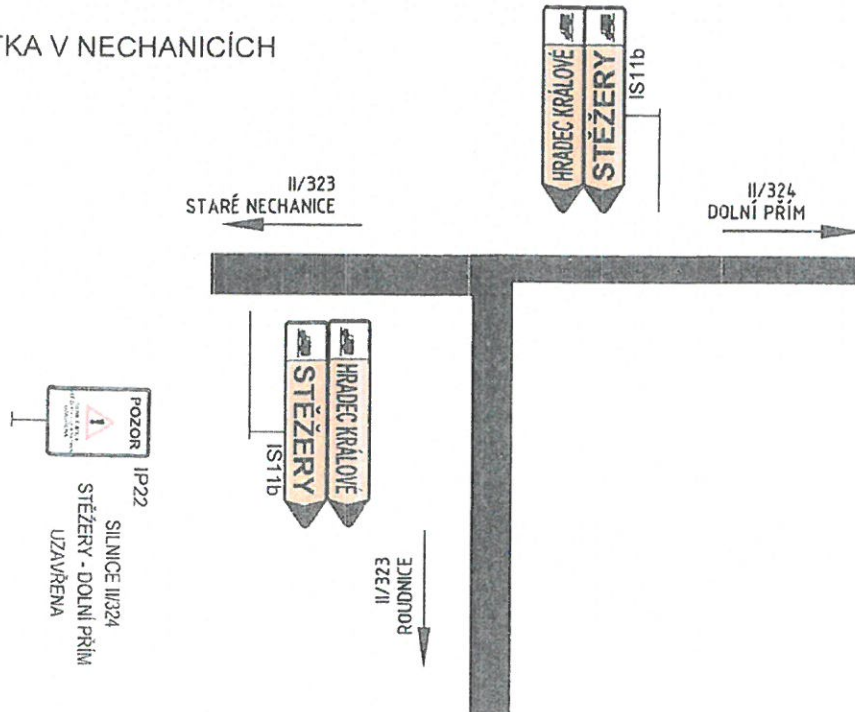 TKA V NECHANICÍCH
HRADEC KRÁLOVÉ
STĚŽERY
IS11b
II/323
STARÉ NECHANICE
II/324
DOLNÍ PŘÍM
HRADEC KRÁLOVÉ
STĚŽERY
IS11b
II/323
ROUDNICE
POZOR
IP22
SILNICE II/324
STĚŽERY - DOLNÍ PŘÍM
UZAVŘENA